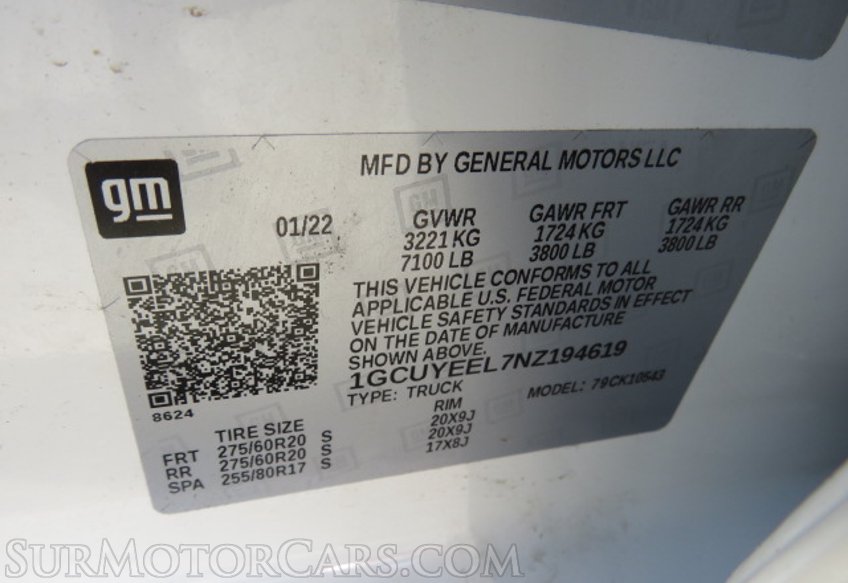 gm
MFD BY GENERAL MOTORS LLC
01/22
GVWR GAWR FRT GAWR RR
3221 KG 1724 KG 1724 KG
7100 LB 3800 LB 3800 LB
THIS VEHICLE CONFORMS TO ALL
APPLICABLE U.S. FEDERAL MOTOR
VEHICLE SAFETY STANDARDS IN EFFECT
ON THE DATE OF MANUFACTURE
SHOWN ABOVE.
1GCUYEEL7NZ194619
TYPE: TRUCK MODEL: 79CK10543
8624
TIRE SIZE RIM
FRT 275/60R20 S 20X9J
RR 275/60R20 S 20X9J
SPA 255/80R17 S 17X8J
SURMOTORCARS.COM